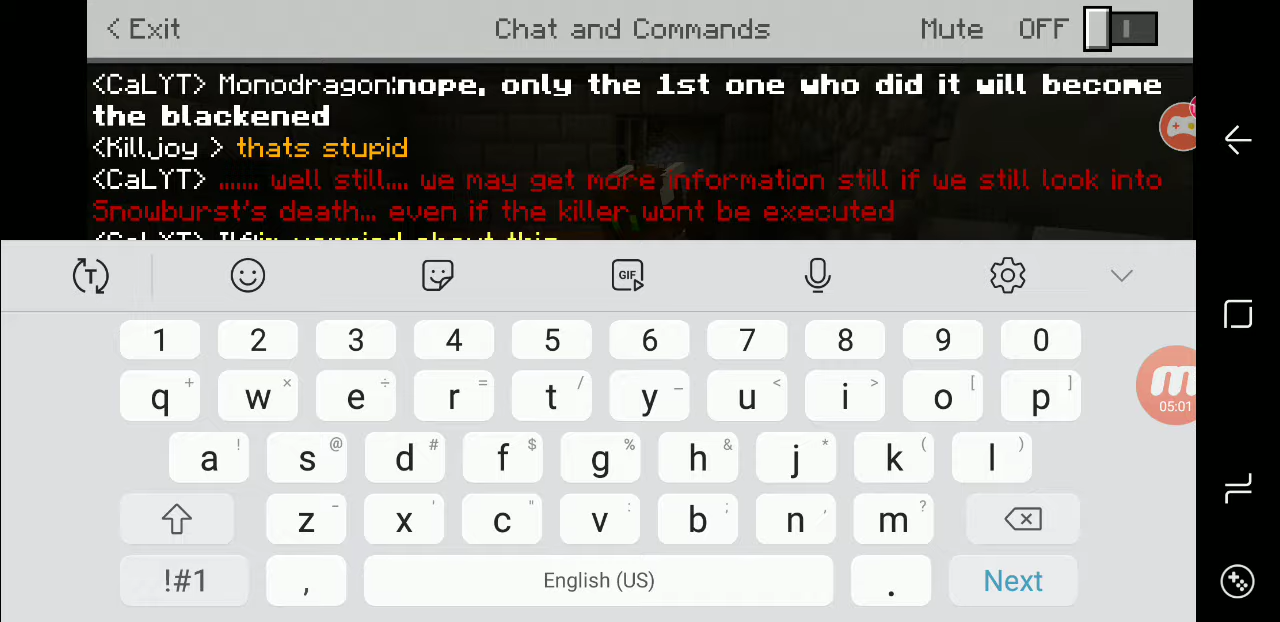 < Exit
Chat and Commands
Mute OFF
<CaLYT> Monodragon:nope, only the 1st one who did it will become
the blackened
<Killjoy > thats stupid
<CaLYT> ....... well still.... we may get more information still if we still look into
Snowburst's death... even if the killer wont be executed
<CaLYT>
T
GIF
1 2 3 4 5 6 7 8 9 0
q + w × e ÷ r = t / y _ u < i > o [ p ]
a ! s @ d # f $ g % h & j * k ( l )
z - x ' c " v : b ; n , m ?
!#1 , English (US) . Next
05:01